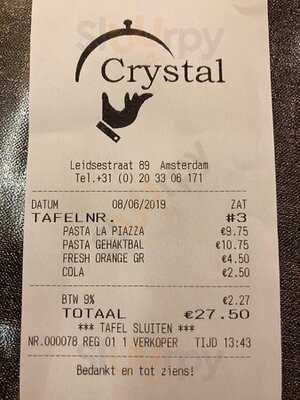 Crystal
Leidsestraat 89 Amsterdam
Tel.+31 (0) 20 33 06 171
DATUM 08/06/2019 ZAT
TAFELNR. #3
PASTA LA PIAZZA €9.75
PASTA GEHAKTBAL €10.75
FRESH ORANGE GR €4.50
COLA €2.50
BTW 9% €2.27
TOTAAL €27.50
*** TAFEL SLUITEN ***
NR.000078 REG 01 1 VERKOPER TIJD 13:43
Bedankt en tot ziens!